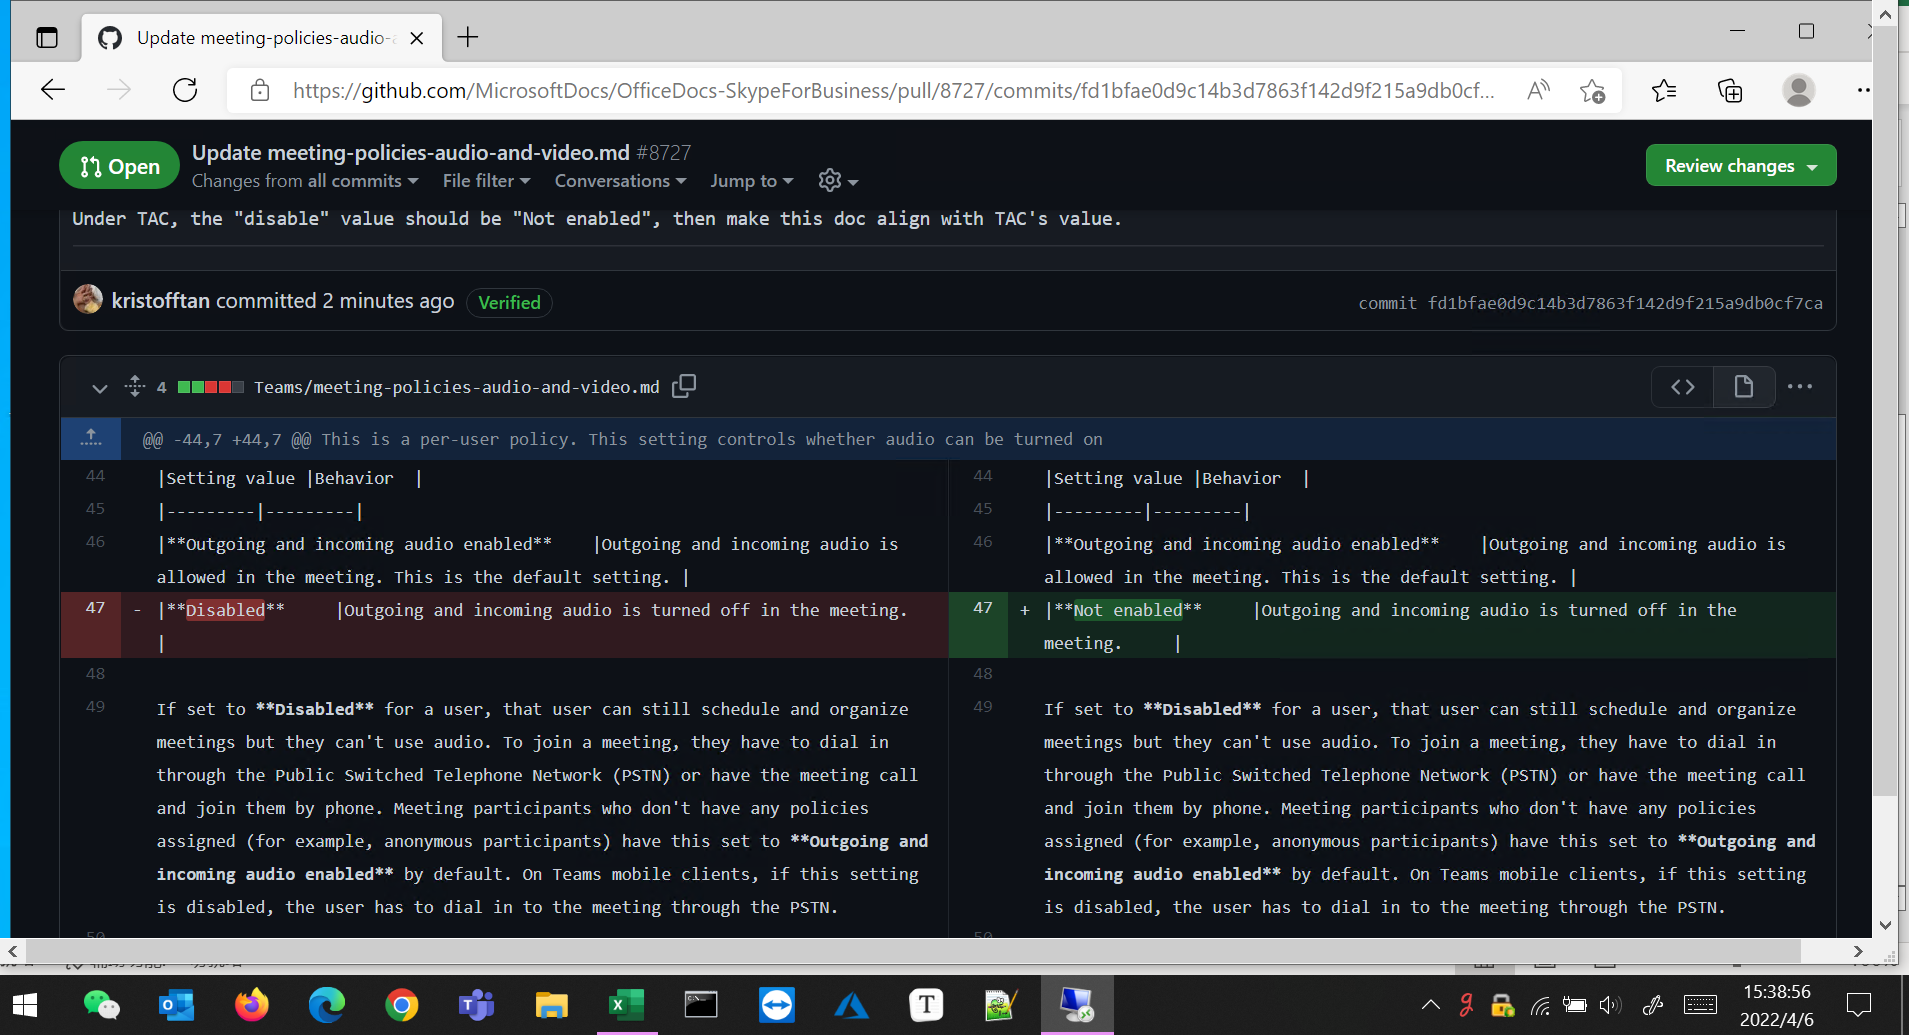 Update meeting-policies-audio-a
https://github.com/MicrosoftDocs/OfficeDocs-SkypeForBusiness/pull/8727/commits/fd1bfae0d9c14b3d7863f142d9f215a9db0cf...
Open
Update meeting-policies-audio-and-video.md #8727
Changes from all commits File filter Conversations Jump to
Review changes
Under TAC, the "disable" value should be "Not enabled", then make this doc align with TAC's value.
kristofftan committed 2 minutes ago Verified
commit fd1bfae0d9c14b3d7863f142d9f215a9db0cf7ca
4 Teams/meeting-policies-audio-and-video.md
@@ -44,7 +44,7 @@ This is a per-user policy. This setting controls whether audio can be turned on
44 |Setting value |Behavior |
45 |---------|---------|
46 |**Outgoing and incoming audio enabled** |Outgoing and incoming audio is
allowed in the meeting. This is the default setting. |
47 - |**Disabled** |Outgoing and incoming audio is turned off in the meeting.
|
48
49 If set to **Disabled** for a user, that user can still schedule and organize
meetings but they can't use audio. To join a meeting, they have to dial in
through the Public Switched Telephone Network (PSTN) or have the meeting call
and join them by phone. Meeting participants who don't have any policies
assigned (for example, anonymous participants) have this set to **Outgoing and
incoming audio enabled** by default. On Teams mobile clients, if this setting
is disabled, the user has to dial in to the meeting through the PSTN.
50
44 |Setting value |Behavior |
45 |---------|---------|
46 |**Outgoing and incoming audio enabled** |Outgoing and incoming audio is
allowed in the meeting. This is the default setting. |
47 + |**Not enabled** |Outgoing and incoming audio is turned off in the
meeting. |
48
49 If set to **Disabled** for a user, that user can still schedule and organize
meetings but they can't use audio. To join a meeting, they have to dial in
through the Public Switched Telephone Network (PSTN) or have the meeting call
and join them by phone. Meeting participants who don't have any policies
assigned (for example, anonymous participants) have this set to **Outgoing and
incoming audio enabled** by default. On Teams mobile clients, if this setting
is disabled, the user has to dial in to the meeting through the PSTN.
50
15:38:56
2022/4/6